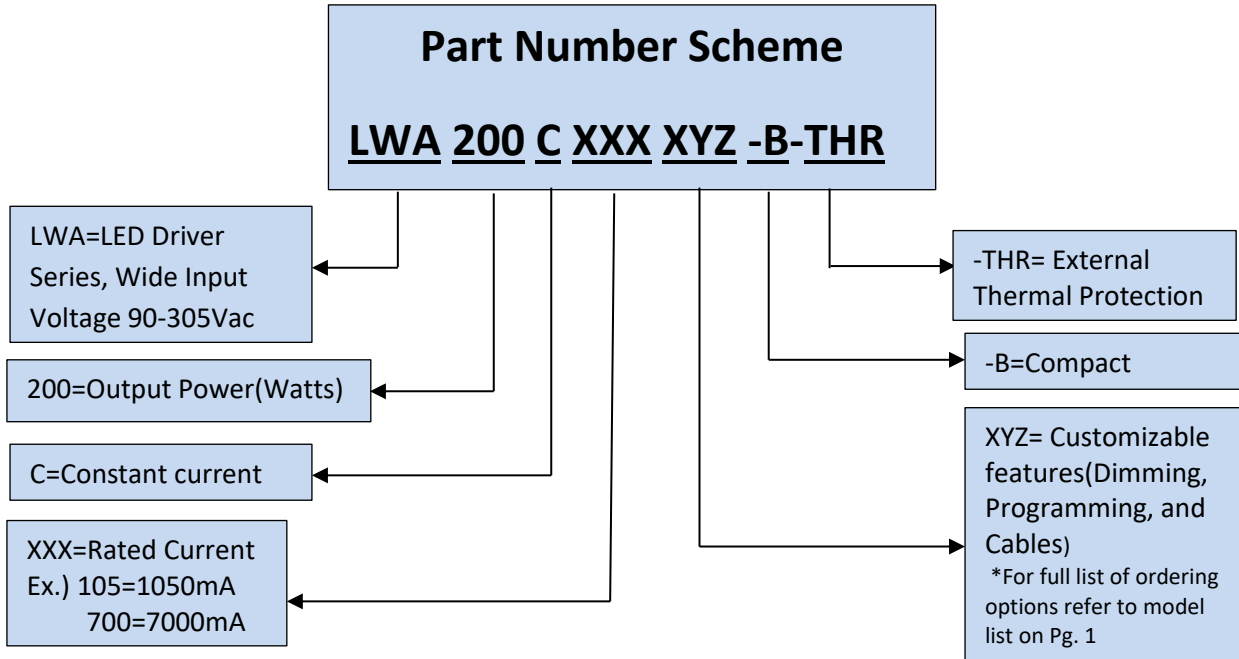 Part Number Scheme
LWA 200 C XXX XYZ -B-THR
LWA=LED Driver
Series, Wide Input
Voltage 90-305Vac
200=Output Power(Watts)
C=Constant current
XXX=Rated Current
Ex.) 105=1050mA
700=7000mA
-THR= External
Thermal Protection
-B=Compact
XYZ= Customizable
features(Dimming,
Programming, and
Cables)
*For full list of ordering
options refer to model
list on Pg. 1